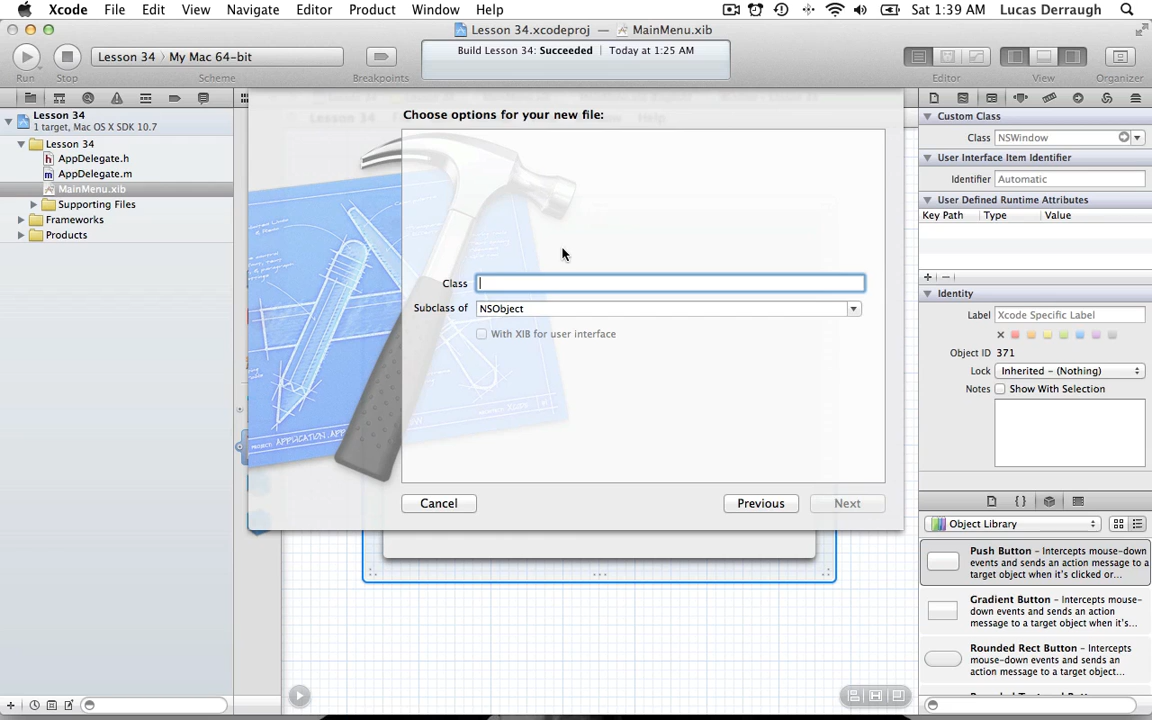 Xcode File Edit View Navigate Editor Product Window Help Sat 1:39 AM Lucas Derraugh
Lesson 34.xcodeproj — MainMenu.xib
Build Lesson 34: Succeeded | Today at 1:25 AM
Lesson 34 〉 My Mac 64-bit
Run Stop Scheme Breakpoints Editor View Organizer
Lesson 34
1 target, Mac OS X SDK 10.7
Lesson 34
AppDelegate.h
AppDelegate.m
MainMenu.xib
Supporting Files
Frameworks
Products
Choose options for your new file:
Class
Subclass of NSObject
With XIB for user interface
Cancel Previous Next
Custom Class
Class NSWindow
User Interface Item Identifier
Identifier Automatic
User Defined Runtime Attributes
Key Path Type Value
Identity
Label Xcode Specific Label
Object ID 371
Lock Inherited - (Nothing)
Notes Show With Selection
Object Library
Push Button - Intercepts mouse-down
events and sends an action message to a
target object when it's clicked or...
Gradient Button - Intercepts mouse-
down events and sends an action
message to a target object when it's...
Rounded Rect Button - Intercepts
mouse-down events and sends an
action message to a target object...